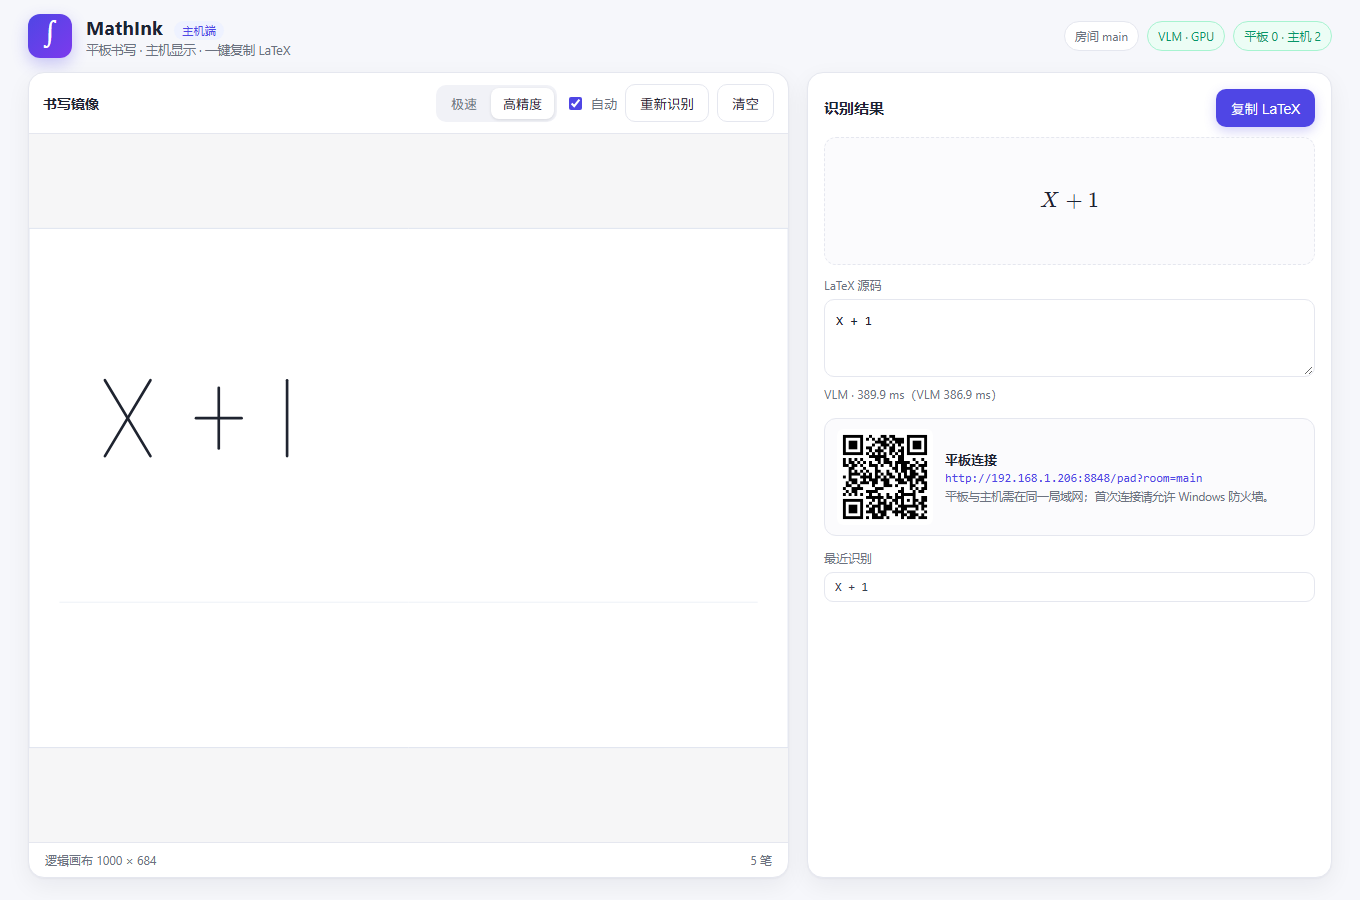 ∫
MathInk 主机端
平板书写 · 主机显示 · 一键复制 LaTeX
房间 main
VLM · GPU
平板 0 · 主机 2
书写镜像
极速
高精度
自动
重新识别
清空
X + 1
逻辑画布 1000 × 684
5 笔
识别结果
复制 LaTeX
X + 1
LaTeX 源码
X + 1
VLM · 389.9 ms（VLM 386.9 ms）
平板连接
http://192.168.1.206:8848/pad?room=main
平板与主机需在同一局域网；首次连接请允许 Windows 防火墙。
最近识别
X + 1